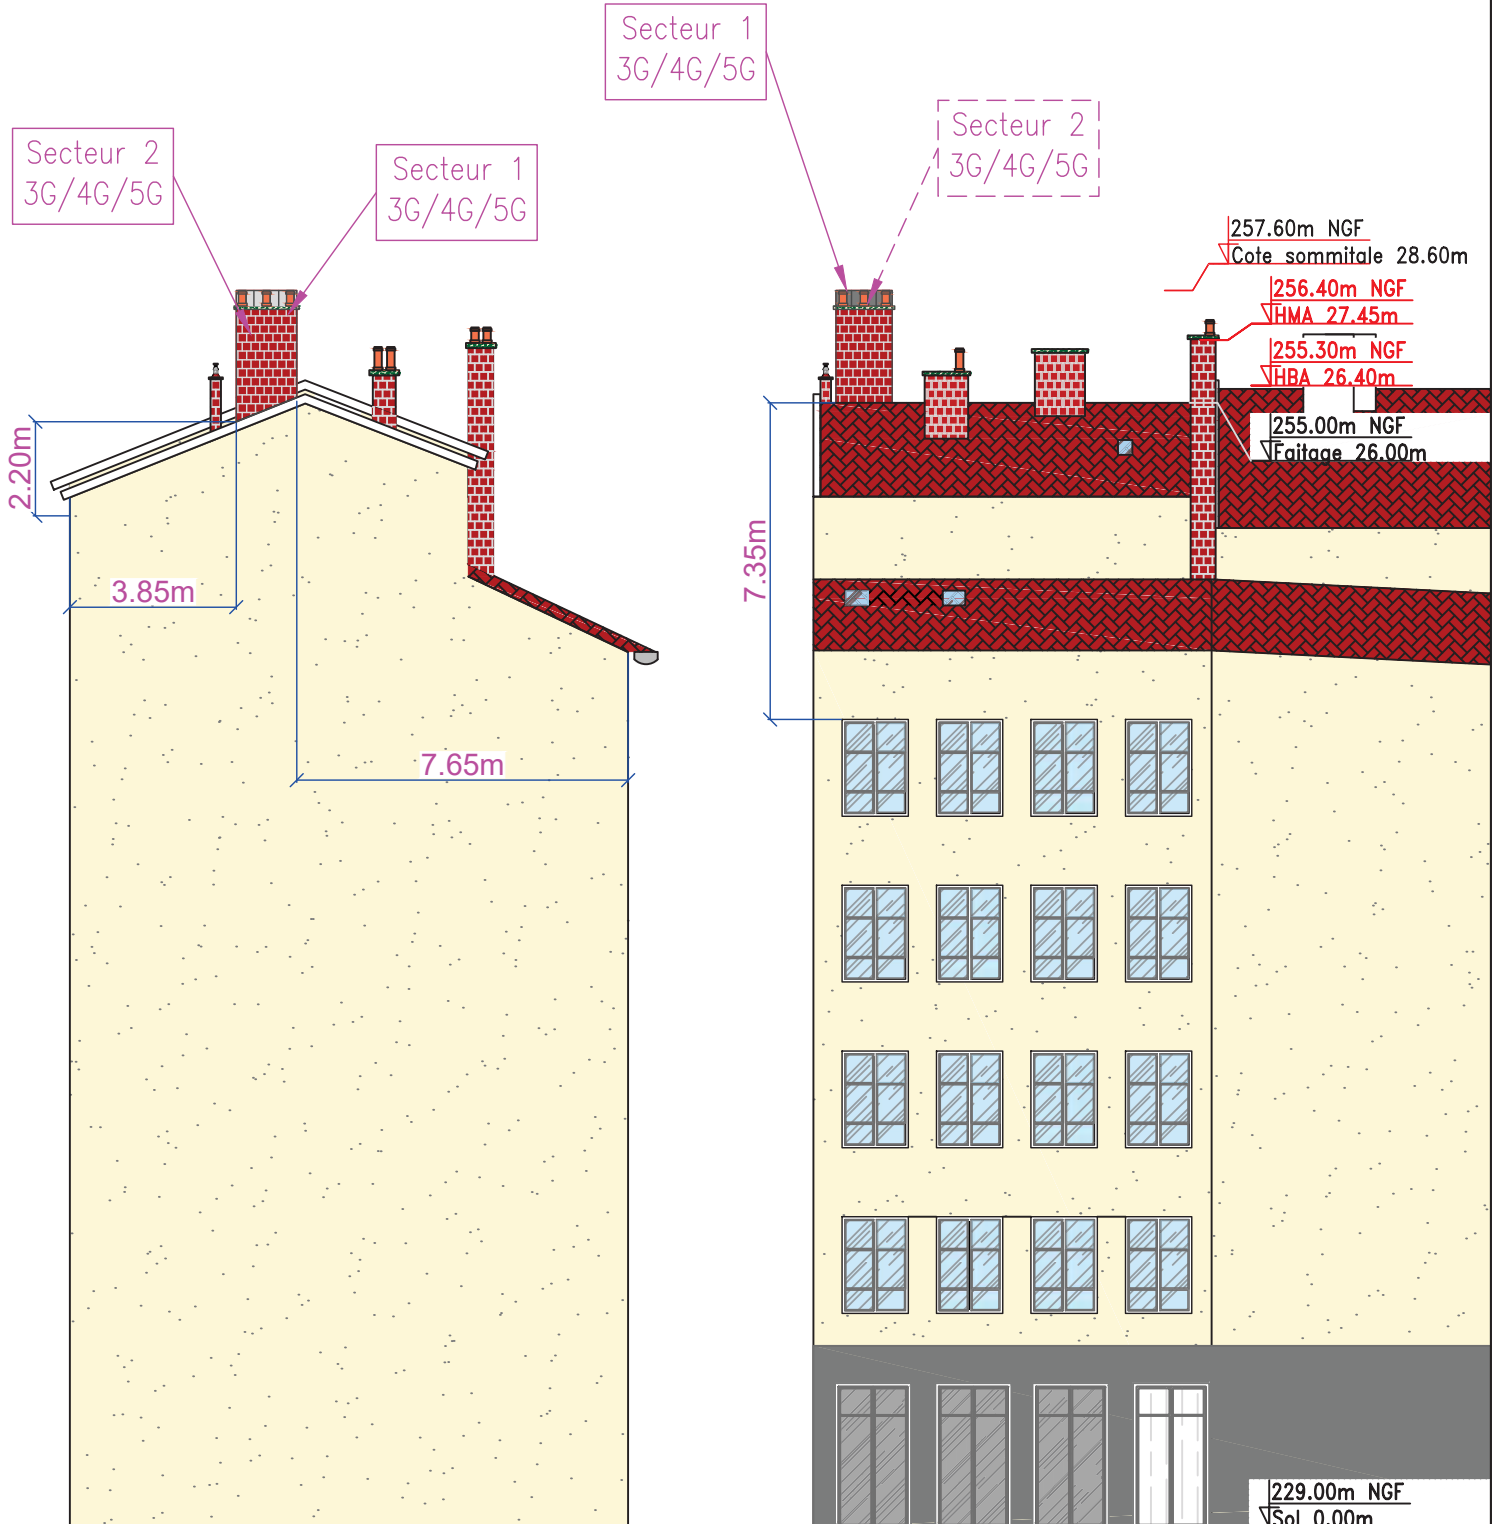 Secteur 1
3G/4G/5G
Secteur 2
3G/4G/5G
Secteur 2
3G/4G/5G
Secteur 1
3G/4G/5G
257.60m NGF
Cote sommitale 28.60m
256.40m NGF
HMA 27.45m
255.30m NGF
HBA 26.40m
255.00m NGF
Faitage 26.00m
2.20m
3.85m
7.35m
7.65m
229.00m NGF
Sol 0.00m